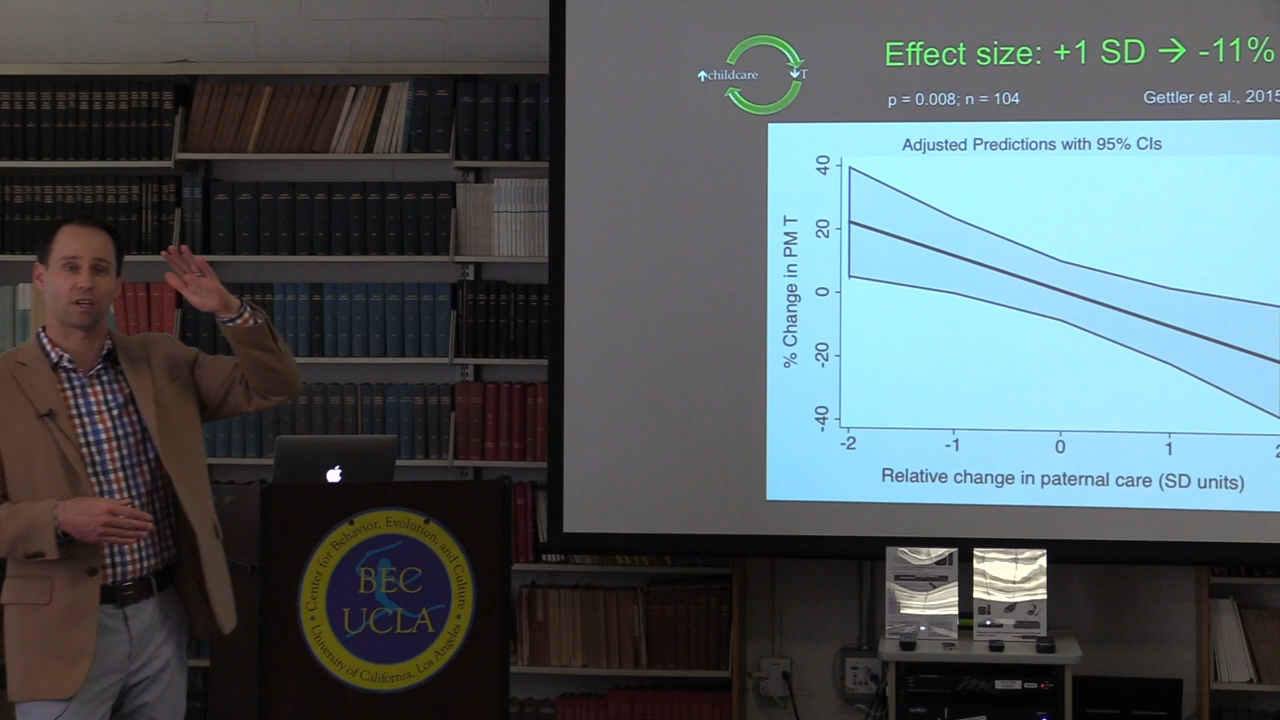 Effect size: +1 SD → -11%
↑childcare
↓T
p = 0.008; n = 104
Gettler et al., 2015
Adjusted Predictions with 95% CIs
% Change in PM T
40
20
0
-20
-40
-2
-1
0
1
2
Relative change in paternal care (SD units)
Center for Behavior, Evolution, and Culture
BEC
UCLA
• University of California, Los Angeles •